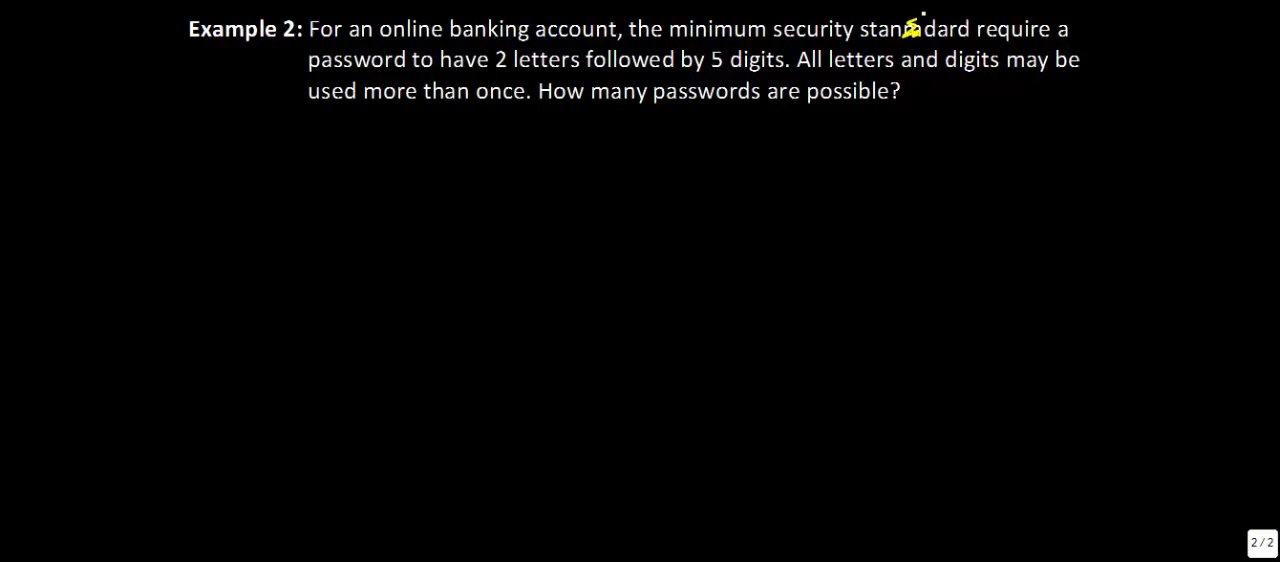 Example 2: For an online banking account, the minimum security standard require a
password to have 2 letters followed by 5 digits. All letters and digits may be
used more than once. How many passwords are possible?
2 / 2